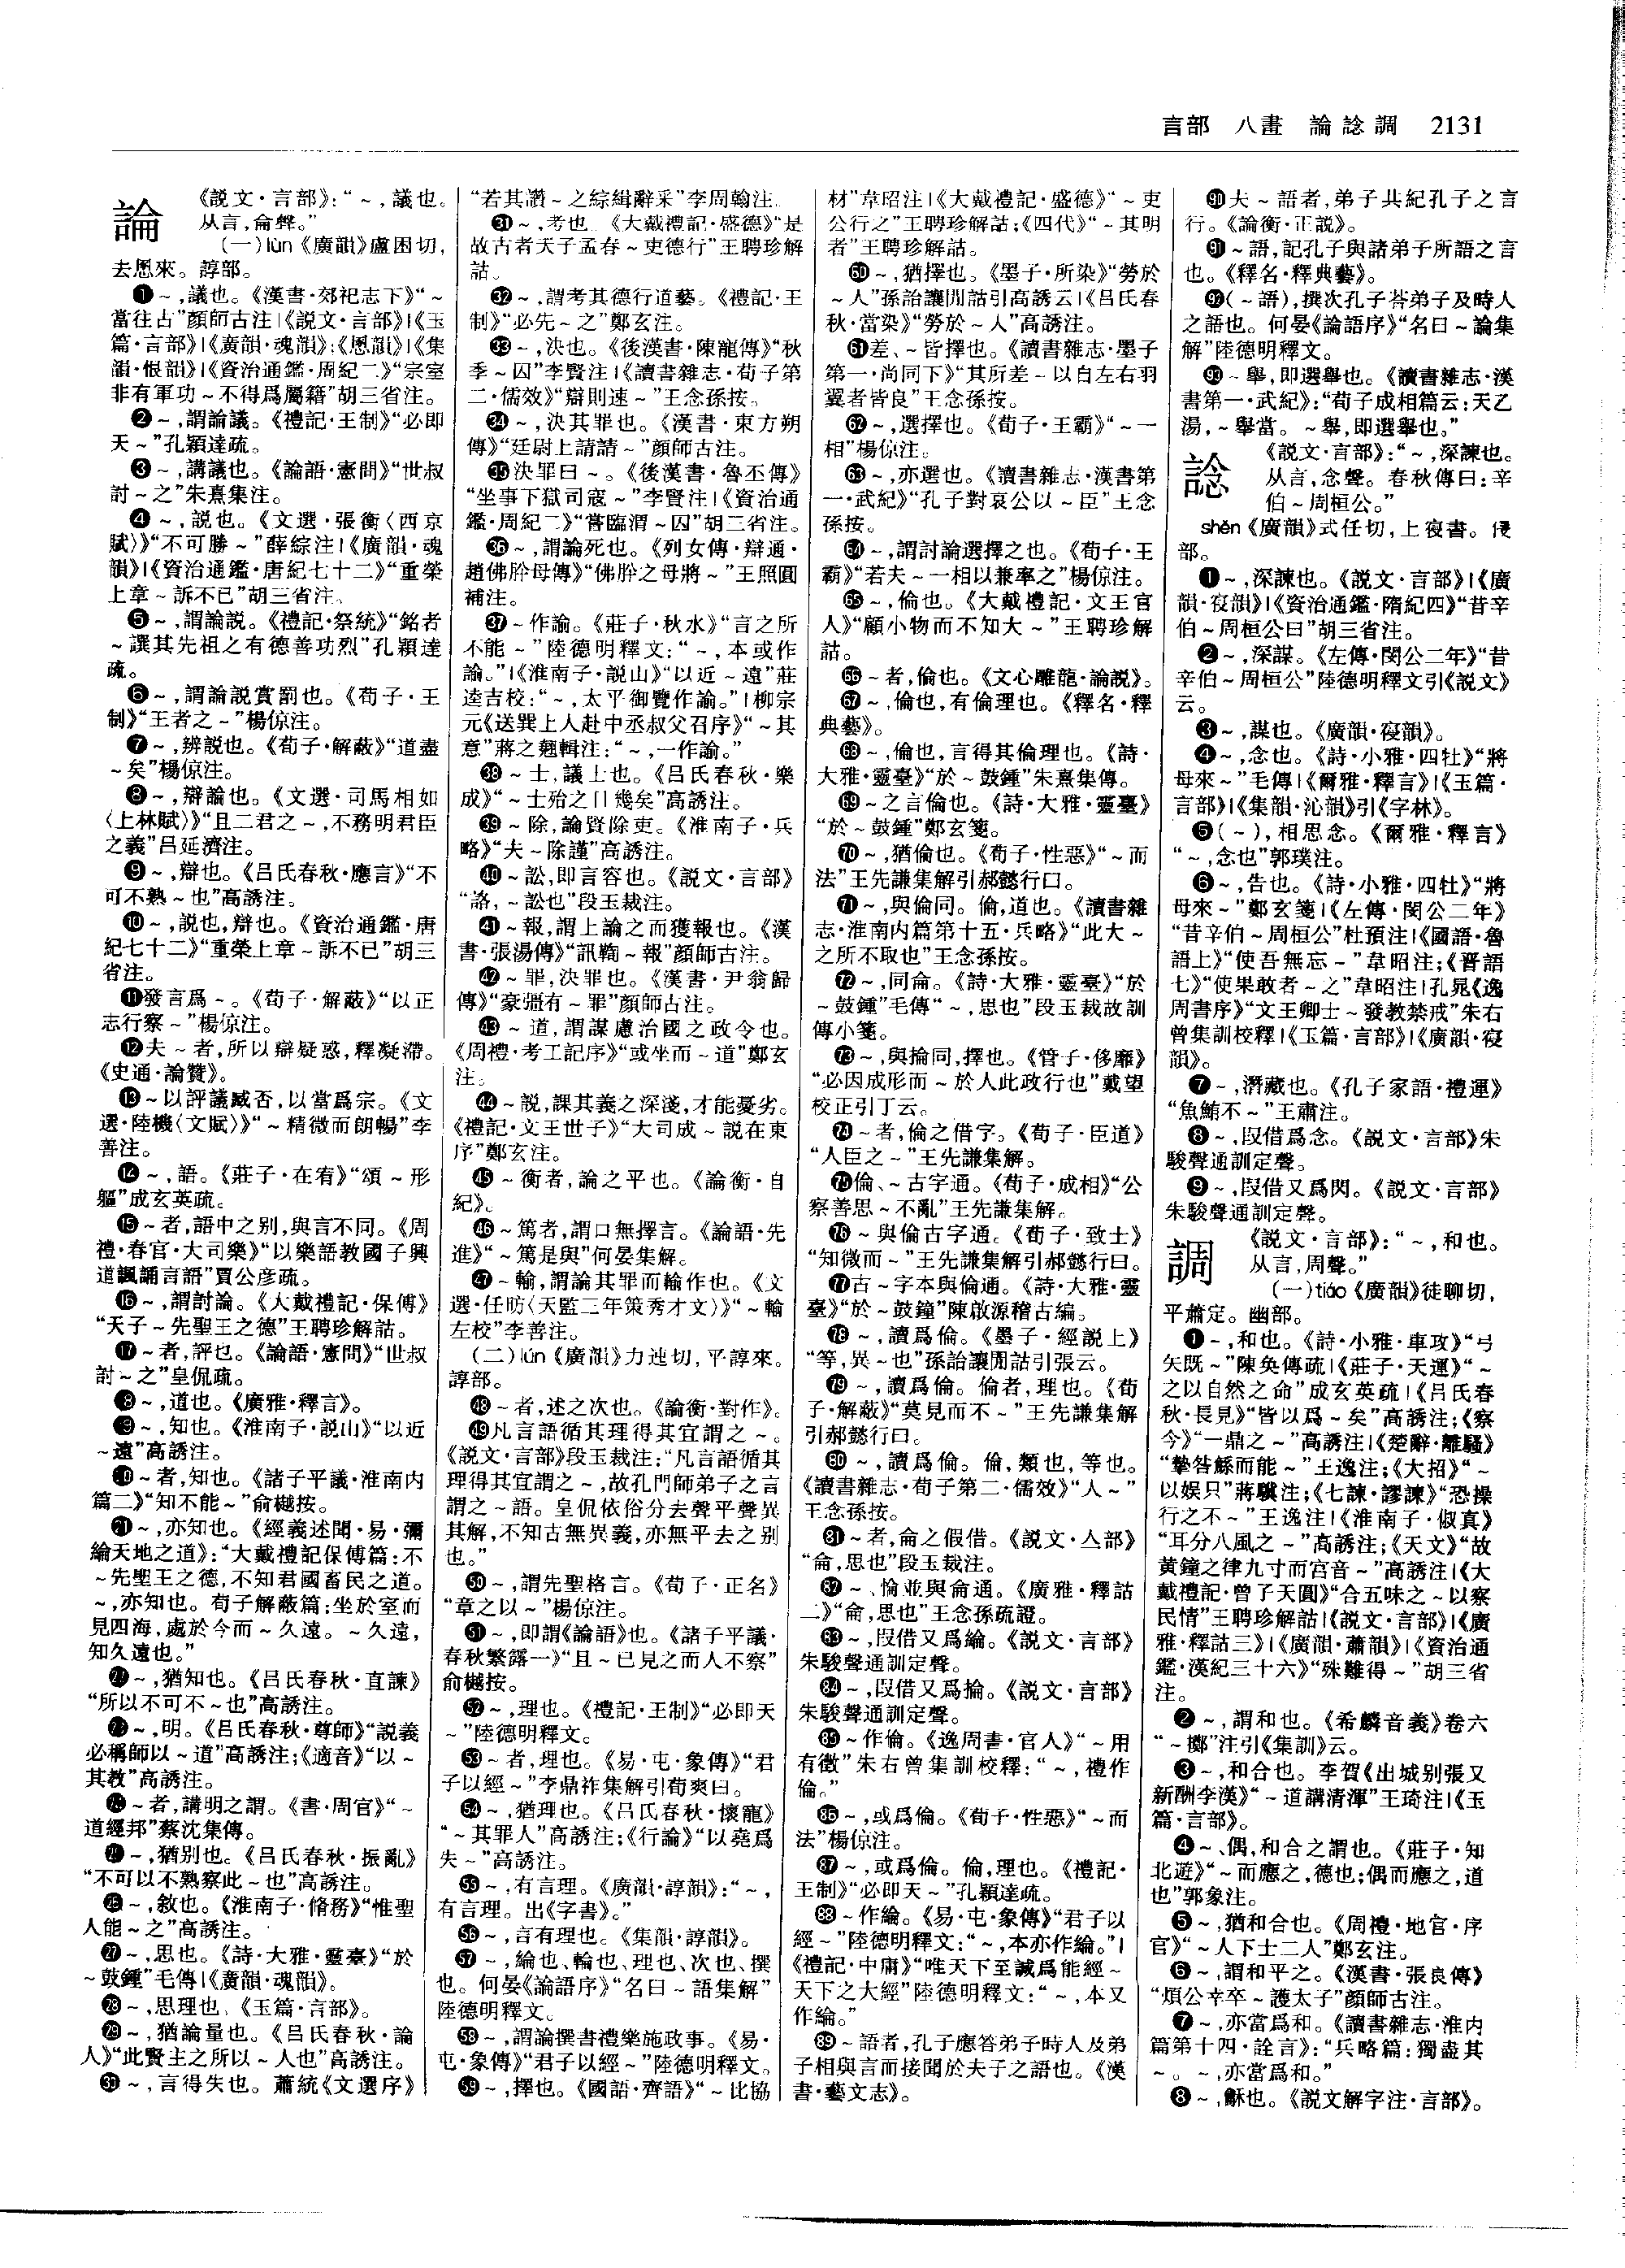 言部　八畫　論諗調　2131
論
《説文·言部》：“～，議也。
从言，侖聲。”
（一）lùn《廣韻》盧困切，
去慁來。諄部。
❶～，議也。《漢書·郊祀志下》“～
當往古”顔師古注|《説文·言部》|《玉
篇·言部》|《廣韻·魂韻》；《慁韻》|《集
韻·恨韻》|《資治通鑑·周紀二》“宗室
非有軍功～不得爲屬籍”胡三省注。
❷～，謂論議。《禮記·王制》“必即
天～”孔穎達疏。
❸～，講議也。《論語·憲問》“世叔
討～之”朱熹集注。
❹～，説也。《文選·張衡〈西京
賦〉》“不可勝～”薛綜注|《廣韻·魂
韻》|《資治通鑑·唐紀七十二》“重榮
上章～訴不已”胡三省注。
❺～，謂論説。《禮記·祭統》“銘者
～譔其先祖之有德善功烈”孔穎達
疏。
❻～，謂論説賞罰也。《荀子·王
制》“王者之～”楊倞注。
❼～，辨説也。《荀子·解蔽》“道盡
～矣”楊倞注。
❽～，辯論也。《文選·司馬相如
〈上林賦〉》“且二君之～，不務明君臣
之義”吕延濟注。
❾～，辯也。《吕氏春秋·應言》“不
可不熟～也”高誘注。
❿～，説也，辯也。《資治通鑑·唐
紀七十二》“重榮上章～訴不已”胡三
省注。
⓫發言爲～。《荀子·解蔽》“以正
志行察～”楊倞注。
⓬夫～者，所以辯疑惑，釋凝滯。
《史通·論贊》。
⓭～以評議臧否，以當爲宗。《文
選·陸機〈文賦〉》“～精微而朗暢”李
善注。
⓮～，語。《莊子·在宥》“頌～形
軀”成玄英疏。
⓯～者，語中之别，與言不同。《周
禮·春官·大司樂》“以樂語教國子興
道諷誦言語”賈公彦疏。
⓰～，謂討論。《大戴禮記·保傅》
“天子～先聖王之德”王聘珍解詁。
⓱～者，評也。《論語·憲問》“世叔
討～之”皇侃疏。
⓲～，道也。《廣雅·釋言》。
⓳～，知也。《淮南子·説山》“以近
～遠”高誘注。
⓴～者，知也。《諸子平議·淮南内
篇二》“知不能～”俞樾按。
㉑～，亦知也。《經義述聞·易·彌
綸天地之道》：“大戴禮記保傅篇：不
～先聖王之德，不知君國畜民之道。
～，亦知也。荀子解蔽篇：坐於室而
見四海，處於今而～久遠。～久遠，
知久遠也。”
㉒～，猶知也。《吕氏春秋·直諫》
“所以不可不～也”高誘注。
㉓～，明。《吕氏春秋·尊師》“説義
必稱師以～道”高誘注；《適音》“以～
其教”高誘注。
㉔～者，講明之謂。《書·周官》“～
道經邦”蔡沈集傳。
㉕～，猶别也。《吕氏春秋·振亂》
“不可以不熟察此～也”高誘注。
㉖～，敘也。《淮南子·脩務》“惟聖
人能～之”高誘注。
㉗～，思也。《詩·大雅·靈臺》“於
～鼓鍾”毛傳|《廣韻·魂韻》。
㉘～，思理也。《玉篇·言部》。
㉙～，猶論量也。《吕氏春秋·論
人》“此賢主之所以～人也”高誘注。
㉚～，言得失也。蕭統《文選序》
“若其讚～之綜緝辭采”李周翰注。
㉛～，考也。《大戴禮記·盛德》“是
故古者天子孟春～吏德行”王聘珍解
詁。
㉜～，謂考其德行道藝。《禮記·王
制》“必先～之”鄭玄注。
㉝～，決也。《後漢書·陳寵傳》“秋
季～囚”李賢注|《讀書雜志·荀子第
二·儒效》“辯則速～”王念孫按。
㉞～，決其罪也。《漢書·東方朔
傳》“廷尉上請請～”顔師古注。
㉟決罪曰～。《後漢書·魯丕傳》
“坐事下獄司寇～”李賢注|《資治通
鑑·周紀二》“嘗臨渭～囚”胡三省注。
㊱～，謂論死也。《列女傳·辯通·
趙佛肸母傳》“佛肸之母將～”王照圓
補注。
㊲～作諭。《莊子·秋水》“言之所
不能～”陸德明釋文：“～，本或作
諭。”|《淮南子·説山》“以近～遠”莊
逵吉校：“～，太平御覽作諭。”|柳宗
元《送巽上人赴中丞叔父召序》“～其
意”蔣之翹輯注：“～，一作諭。”
㊳～士，議士也。《吕氏春秋·樂
成》“～士殆之日幾矣”高誘注。
㊴～除，論賢除吏。《淮南子·兵
略》“夫～除謹”高誘注。
㊵～訟，即言容也。《説文·言部》
“詻，～訟也”段玉裁注。
㊶～報，謂上論之而獲報也。《漢
書·張湯傳》“訊鞫～報”顔師古注。
㊷～罪，決罪也。《漢書·尹翁歸
傳》“豪彊有～罪”顔師古注。
㊸～道，謂謀慮治國之政令也。
《周禮·考工記序》“或坐而～道”鄭玄
注。
㊹～説，課其義之深淺，才能憂劣。
《禮記·文王世子》“大司成～説在東
序”鄭玄注。
㊺～衡者，論之平也。《論衡·自
紀》。
㊻～篤者，謂口無擇言。《論語·先
進》“～篤是與”何晏集解。
㊼～輸，謂論其罪而輸作也。《文
選·任昉〈天監三年策秀才文〉》“～輸
左校”李善注。
（二）lún《廣韻》力迍切，平諄來。
諄部。
㊽～者，述之次也。《論衡·對作》。
㊾凡言語循其理得其宜謂之～。
《説文·言部》段玉裁注：“凡言語循其
理得其宜謂之～，故孔門師弟子之言
謂之～語。皇侃依俗分去聲平聲異
其解，不知古無異義，亦無平去之别
也。”
㊿～，謂先聖格言。《荀子·正名》
“章之以～”楊倞注。
51～，即謂《論語》也。《諸子平議·
春秋繁露一》“且～已見之而人不察”
俞樾按。
52～，理也。《禮記·王制》“必即天
～”陸德明釋文。
53～者，理也。《易·屯·象傳》“君
子以經～”李鼎祚集解引荀爽曰。
54～，猶理也。《吕氏春秋·懷寵》
“～其罪人”高誘注；《行論》“以堯爲
失～”高誘注。
55～，有言理。《廣韻·諄韻》：“～，
有言理。出《字書》。”
56～，言有理也。《集韻·諄韻》。
57～，綸也、輪也、理也、次也、撰
也。何晏《論語序》“名曰～語集解”
陸德明釋文。
58～，謂論撰書禮樂施政事。《易·
屯·象傳》“君子以經～”陸德明釋文。
59～，擇也。《國語·齊語》“～比協
材”韋昭注|《大戴禮記·盛德》“～吏
公行之”王聘珍解詁；《四代》“～其明
者”王聘珍解詁。
60～，猶擇也。《墨子·所染》“勞於
～人”孫詒讓閒詁引高誘云|《吕氏春
秋·當染》“勞於～人”高誘注。
61差、～皆擇也。《讀書雜志·墨子
第一·尚同下》“其所差～以自左右羽
翼者皆良”王念孫按。
62～，選擇也。《荀子·王霸》“～一
相”楊倞注。
63～，亦選也。《讀書雜志·漢書第
一·武紀》“孔子對哀公以～臣”王念
孫按。
64～，謂討論選擇之也。《荀子·王
霸》“若夫～一相以兼率之”楊倞注。
65～，倫也。《大戴禮記·文王官
人》“顧小物而不知大～”王聘珍解
詁。
66～者，倫也。《文心雕龍·論説》。
67～，倫也，有倫理也。《釋名·釋
典藝》。
68～，倫也，言得其倫理也。《詩·
大雅·靈臺》“於～鼓鍾”朱熹集傳。
69～之言倫也。《詩·大雅·靈臺》
“於～鼓鍾”鄭玄箋。
70～，猶倫也。《荀子·性惡》“～而
法”王先謙集解引郝懿行曰。
71～，與倫同。倫，道也。《讀書雜
志·淮南内篇第十五·兵略》“此大～
之所不取也”王念孫按。
72～，同侖。《詩·大雅·靈臺》“於
～鼓鍾”毛傳“～，思也”段玉裁故訓
傳小箋。
73～，與掄同，擇也。《管子·侈靡》
“必因成形而～於人此政行也”戴望
校正引丁云。
74～者，倫之借字。《荀子·臣道》
“人臣之～”王先謙集解。
75倫、～古字通。《荀子·成相》“公
察善思～不亂”王先謙集解。
76～與倫古字通。《荀子·致士》
“知微而～”王先謙集解引郝懿行曰。
77古～字本與倫通。《詩·大雅·靈
臺》“於～鼓鐘”陳啟源稽古編。
78～，讀爲倫。《墨子·經説上》
“等，異～也”孫詒讓閒詁引張云。
79～，讀爲倫。倫者，理也。《荀
子·解蔽》“莫見而不～”王先謙集解
引郝懿行曰。
80～，讀爲倫。倫，類也，等也。
《讀書雜志·荀子第二·儒效》“人～”
王念孫按。
81～者，侖之假借。《説文·亼部》
“侖，思也”段玉裁注。
82～、惀並與侖通。《廣雅·釋詁
二》“侖，思也”王念孫疏證。
83～，叚借又爲綸。《説文·言部》
朱駿聲通訓定聲。
84～，叚借又爲掄。《説文·言部》
朱駿聲通訓定聲。
85～作倫。《逸周書·官人》“～用
有徵”朱右曾集訓校釋：“～，禮作
倫。”
86～，或爲倫。《荀子·性惡》“～而
法”楊倞注。
87～，或爲倫。倫，理也。《禮記·
王制》“必即天～”孔穎達疏。
88～作綸。《易·屯·象傳》“君子以
經～”陸德明釋文：“～，本亦作綸。”|
《禮記·中庸》“唯天下至誠爲能經～
天下之大經”陸德明釋文：“～，本又
作綸。”
89～語者，孔子應答弟子時人及弟
子相與言而接聞於夫子之語也。《漢
書·藝文志》。
90夫～語者，弟子共紀孔子之言
行。《論衡·正説》。
91～語，記孔子與諸弟子所語之言
也。《釋名·釋典藝》。
92（～語），撰次孔子荅弟子及時人
之語也。何晏《論語序》“名曰～論集
解”陸德明釋文。
93～舉，即選舉也。《讀書雜志·漢
書第一·武紀》：“荀子成相篇云：天乙
湯，～舉當。～舉，即選舉也。”
諗
《説文·言部》：“～，深諫也。
从言，念聲。春秋傳曰：辛
伯～周桓公。”
shěn《廣韻》式任切，上寑書。侵
部。
❶～，深諫也。《説文·言部》|《廣
韻·寑韻》|《資治通鑑·隋紀四》“昔辛
伯～周桓公曰”胡三省注。
❷～，深謀。《左傳·閔公二年》“昔
辛伯～周桓公”陸德明釋文引《説文》
云。
❸～，謀也。《廣韻·寑韻》。
❹～，念也。《詩·小雅·四牡》“將
母來～”毛傳|《爾雅·釋言》|《玉篇·
言部》|《集韻·沁韻》引《字林》。
❺（～），相思念。《爾雅·釋言》
“～，念也”郭璞注。
❻～，告也。《詩·小雅·四牡》“將
母來～”鄭玄箋|《左傳·閔公二年》
“昔辛伯～周桓公”杜預注|《國語·魯
語上》“使吾無忘～”韋昭注；《晋語
七》“使果敢者～之”韋昭注|孔晁《逸
周書序》“文王卿士～發教禁戒”朱右
曾集訓校釋|《玉篇·言部》|《廣韻·寑
韻》。
❼～，潛藏也。《孔子家語·禮運》
“魚鮪不～”王肅注。
❽～，叚借爲念。《説文·言部》朱
駿聲通訓定聲。
❾～，叚借又爲閃。《説文·言部》
朱駿聲通訓定聲。
調
《説文·言部》：“～，和也。
从言，周聲。”
（一）tiáo《廣韻》徒聊切，
平蕭定。幽部。
❶～，和也。《詩·小雅·車攻》“弓
矢既～”陳奂傳疏|《莊子·天運》“～
之以自然之命”成玄英疏|《吕氏春
秋·長見》“皆以爲～矣”高誘注；《察
今》“一鼎之～”高誘注|《楚辭·離騷》
“摯咎繇而能～”王逸注；《大招》“～
以娱只”蔣驥注；《七諫·謬諫》“恐操
行之不～”王逸注|《淮南子·俶真》
“耳分八風之～”高誘注；《天文》“故
黄鐘之律九寸而宫音～”高誘注|《大
戴禮記·曾子天圓》“合五味之～以察
民情”王聘珍解詁|《説文·言部》|《廣
雅·釋詁三》|《廣韻·蕭韻》|《資治通
鑑·漢紀三十六》“殊難得～”胡三省
注。
❷～，謂和也。《希麟音義》卷六
“～擲”注引《集訓》云。
❸～，和合也。李賀《出城别張又
新酬李漢》“～道講清渾”王琦注|《玉
篇·言部》。
❹～、偶，和合之謂也。《莊子·知
北遊》“～而應之，德也；偶而應之，道
也”郭象注。
❺～，猶和合也。《周禮·地官·序
官》“～人下士二人”鄭玄注。
❻～，謂和平之。《漢書·張良傳》
“煩公幸卒～護太子”顔師古注。
❼～，亦當爲和。《讀書雜志·淮内
篇第十四·詮言》：“兵略篇：獨盡其
～。～，亦當爲和。”
❽～，龢也。《説文解字注·言部》。